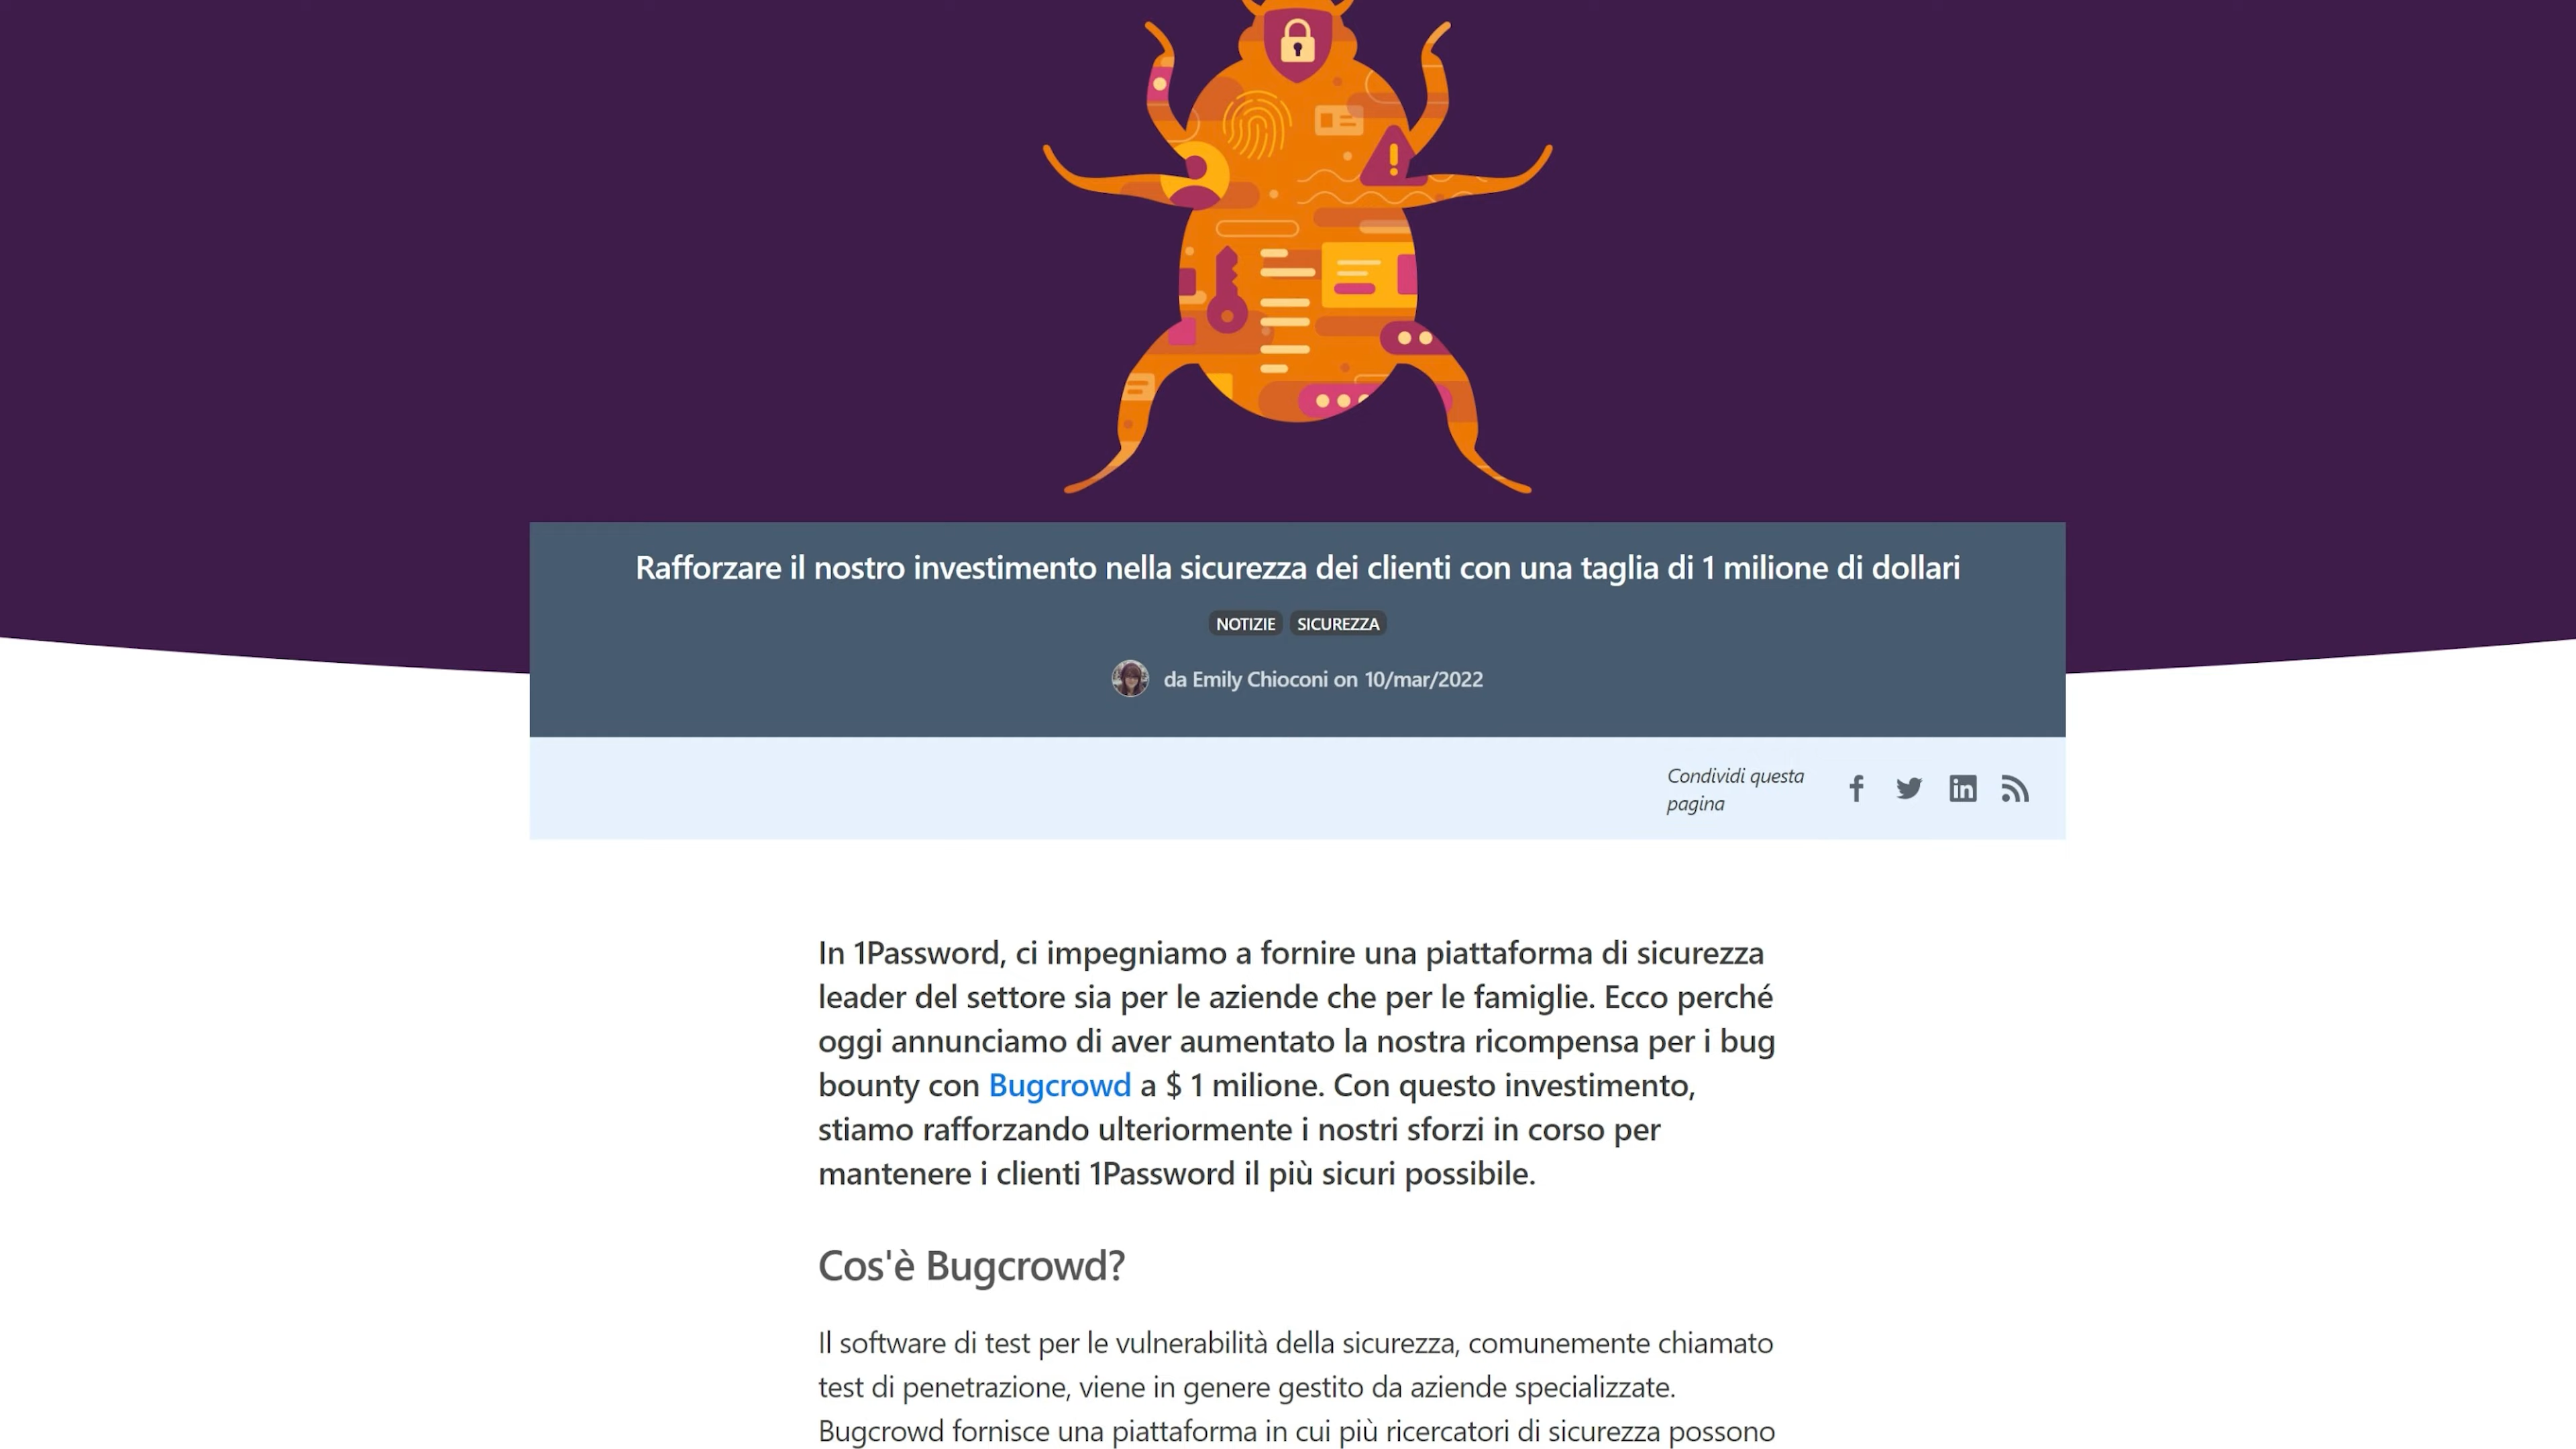 Rafforzare il nostro investimento nella sicurezza dei clienti con una taglia di 1 milione di dollari
NOTIZIE SICUREZZA
da Emily Chioconi on 10/mar/2022
Condividi questa
pagina
In 1Password, ci impegniamo a fornire una piattaforma di sicurezza
leader del settore sia per le aziende che per le famiglie. Ecco perché
oggi annunciamo di aver aumentato la nostra ricompensa per i bug
bounty con Bugcrowd a $ 1 milione. Con questo investimento,
stiamo rafforzando ulteriormente i nostri sforzi in corso per
mantenere i clienti 1Password il più sicuri possibile.
Cos'è Bugcrowd?
Il software di test per le vulnerabilità della sicurezza, comunemente chiamato
test di penetrazione, viene in genere gestito da aziende specializzate.
Bugcrowd fornisce una piattaforma in cui più ricercatori di sicurezza possono